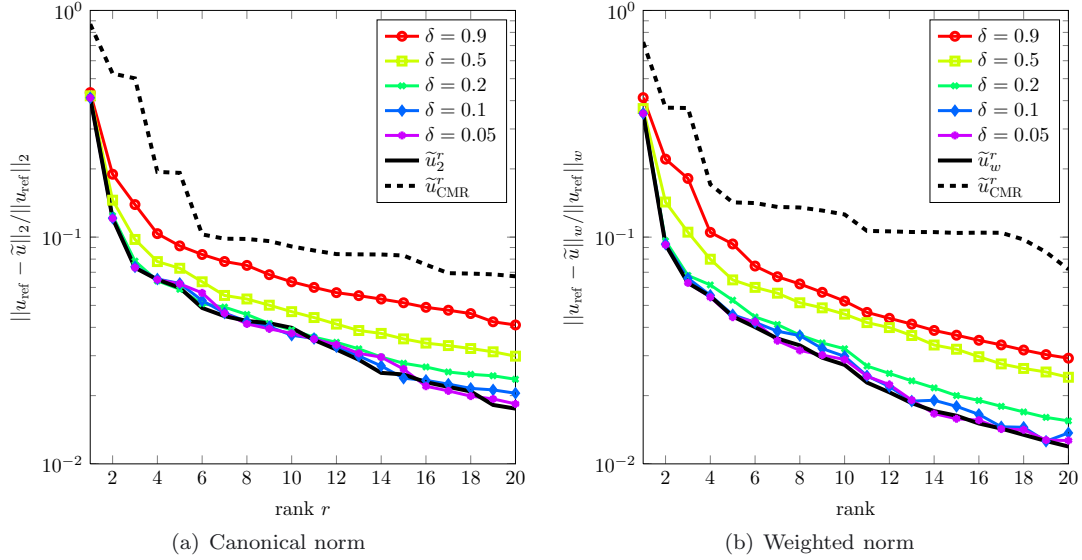 10^0
10^{-1}
10^{-2}
||u_ref − ũ||_2/||u_ref||_2
2 4 6 8 10 12 14 16 18 20
rank r
δ = 0.9
δ = 0.5
δ = 0.2
δ = 0.1
δ = 0.05
ũ_2^r
ũ_CMR^r
(a) Canonical norm
10^0
10^{-1}
10^{-2}
||u_ref − ũ||_w/||u_ref||_w
2 4 6 8 10 12 14 16 18 20
rank
δ = 0.9
δ = 0.5
δ = 0.2
δ = 0.1
δ = 0.05
ũ_w^r
ũ_CMR^r
(b) Weighted norm